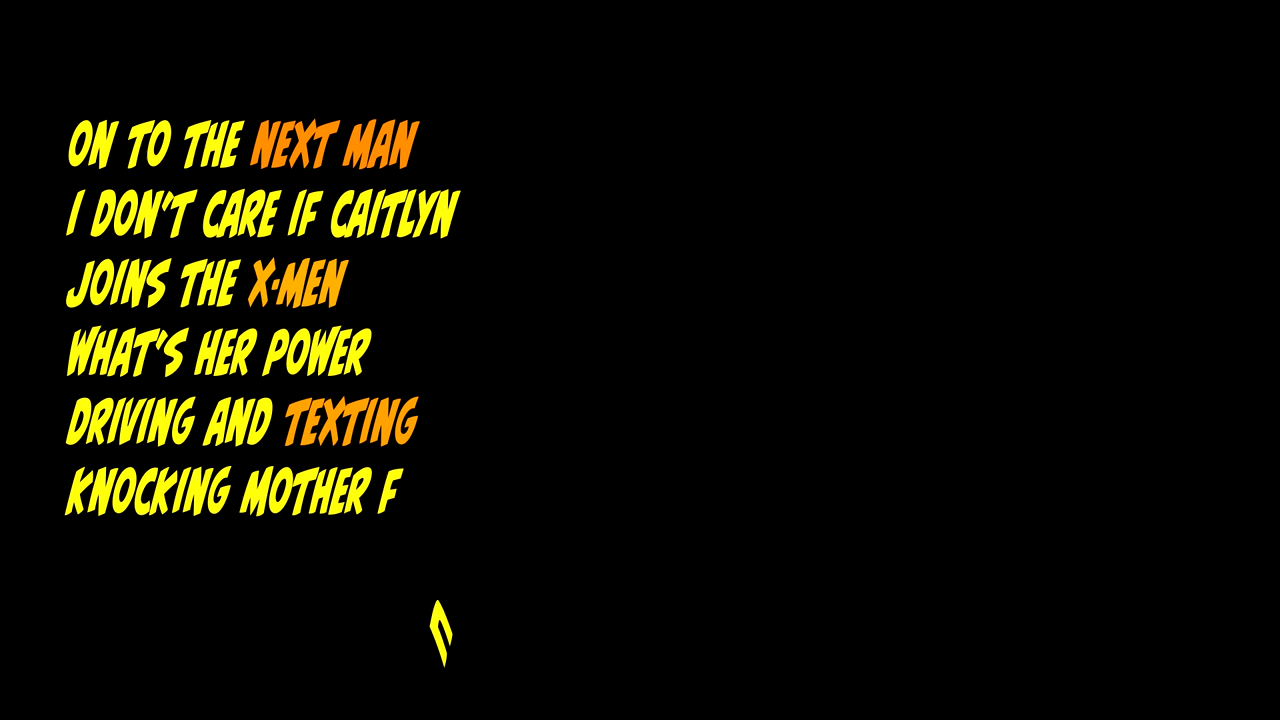 ON TO THE NEXT MAN
I DON'T CARE IF CAITLYN
JOINS THE X-MEN
WHAT'S HER POWER
DRIVING AND TEXTING
KNOCKING MOTHER F